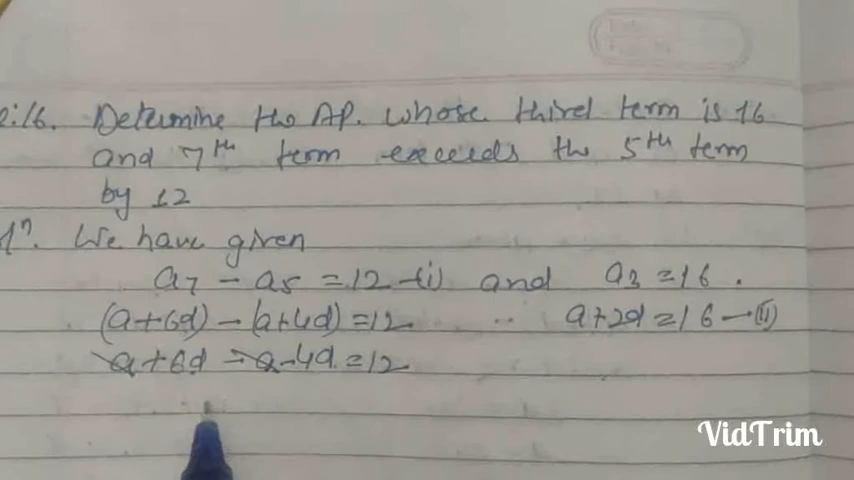 :16. Determine the AP. whose third term is 16
and 7th term exceeds the 5th term
by 12
1n. We have given
a7 - a5 = 12 -(i) and a3 = 16 .
(a+6d) - (a+4d) = 12 .. a+2d = 16 -(ii)
a+6d - a-4d = 12
VidTrim